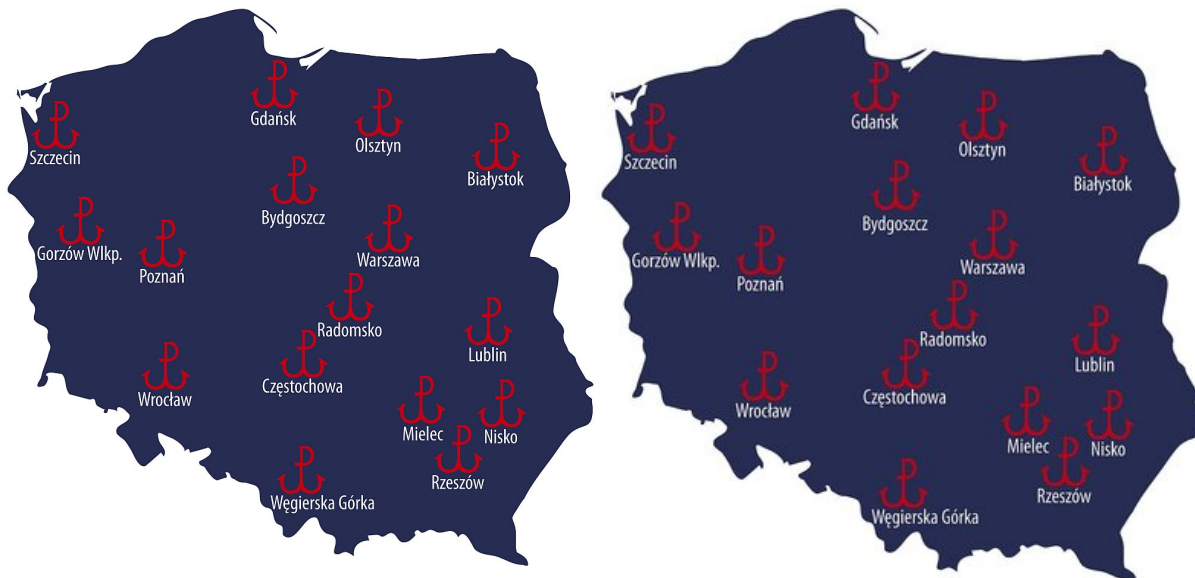 Gdańsk
Olsztyn
Szczecin
Białystok
Bydgoszcz
Gorzów Wlkp.
Warszawa
Poznań
Radomsko
Lublin
Częstochowa
Wrocław
Mielec
Nisko
Rzeszów
Węgierska Górka
Gdańsk
Olsztyn
Szczecin
Białystok
Bydgoszcz
Gorzów Wlkp.
Warszawa
Poznań
Radomsko
Lublin
Częstochowa
Wrocław
Mielec
Nisko
Rzeszów
Węgierska Górka